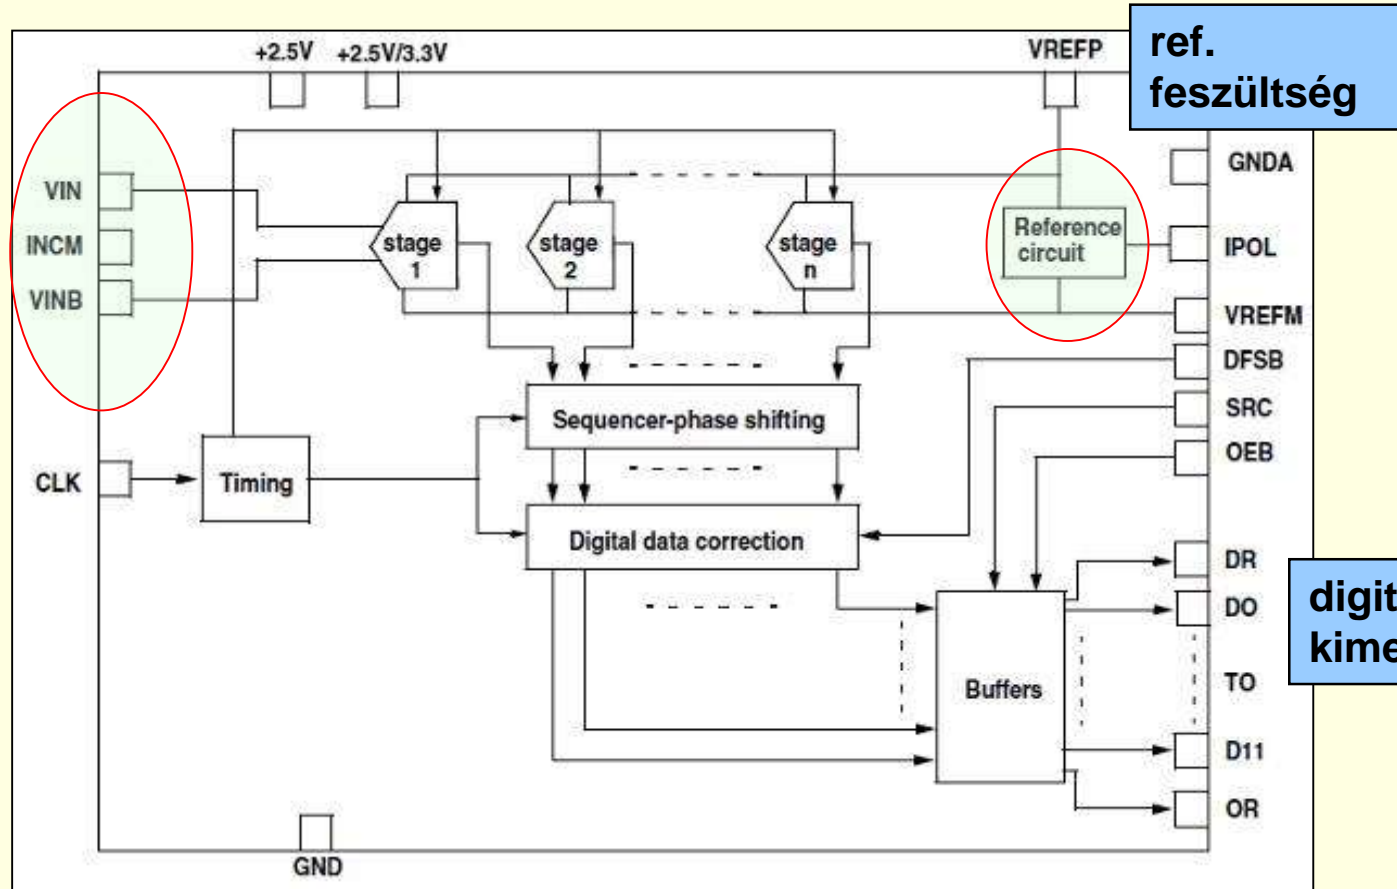 ref.
feszültség
+2.5V
+2.5V/3.3V
VREFP
GNDA
VIN
INCM
VINB
stage
1
stage
2
stage
n
Reference
circuit
IPOL
VREFM
DFSB
SRC
OEB
Sequencer-phase shifting
CLK
Timing
Digital data correction
DR
DO
digit
kime
TO
Buffers
D11
OR
GND